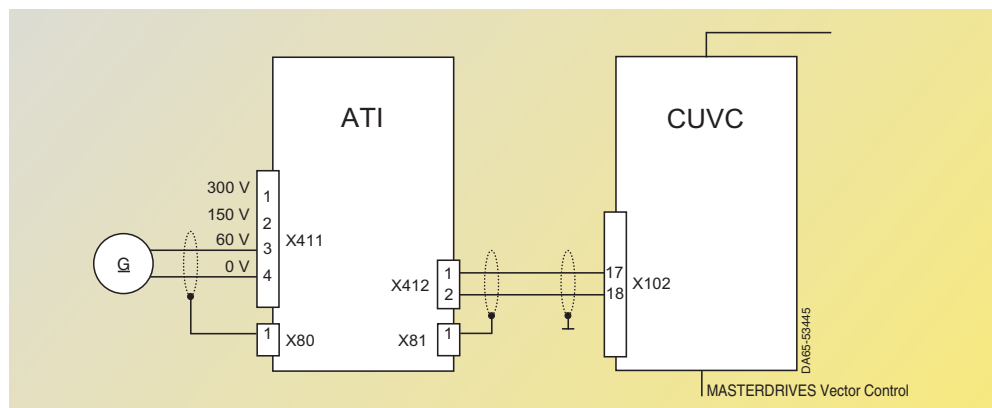 ATI
CUVC
300 V
1
150 V
2
60 V
3
X411
0 V
4
G
X412
1
2
17
18
X102
1
X80
X81
1
DA65-53445
MASTERDRIVES Vector Control